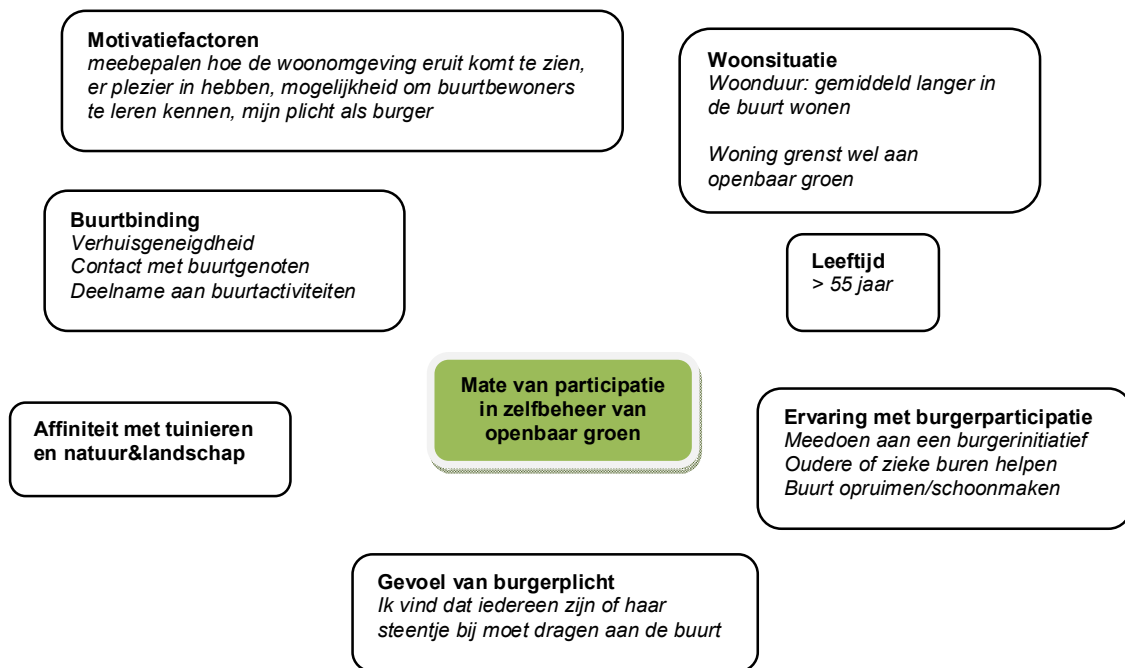 Motivatiefactoren
meebepalen hoe de woonomgeving eruit komt te zien,
er plezier in hebben, mogelijkheid om buurtbewoners
te leren kennen, mijn plicht als burger
Woonsituatie
Woonduur: gemiddeld langer in
de buurt wonen
Woning grenst wel aan
openbaar groen
Buurtbinding
Verhuisgeneigdheid
Contact met buurtgenoten
Deelname aan buurtactiviteiten
Leeftijd
> 55 jaar
Mate van participatie
in zelfbeheer van
openbaar groen
Affiniteit met tuinieren
en natuur&landschap
Ervaring met burgerparticipatie
Meedoen aan een burgerinitiatief
Oudere of zieke buren helpen
Buurt opruimen/schoonmaken
Gevoel van burgerplicht
Ik vind dat iedereen zijn of haar
steentje bij moet dragen aan de buurt